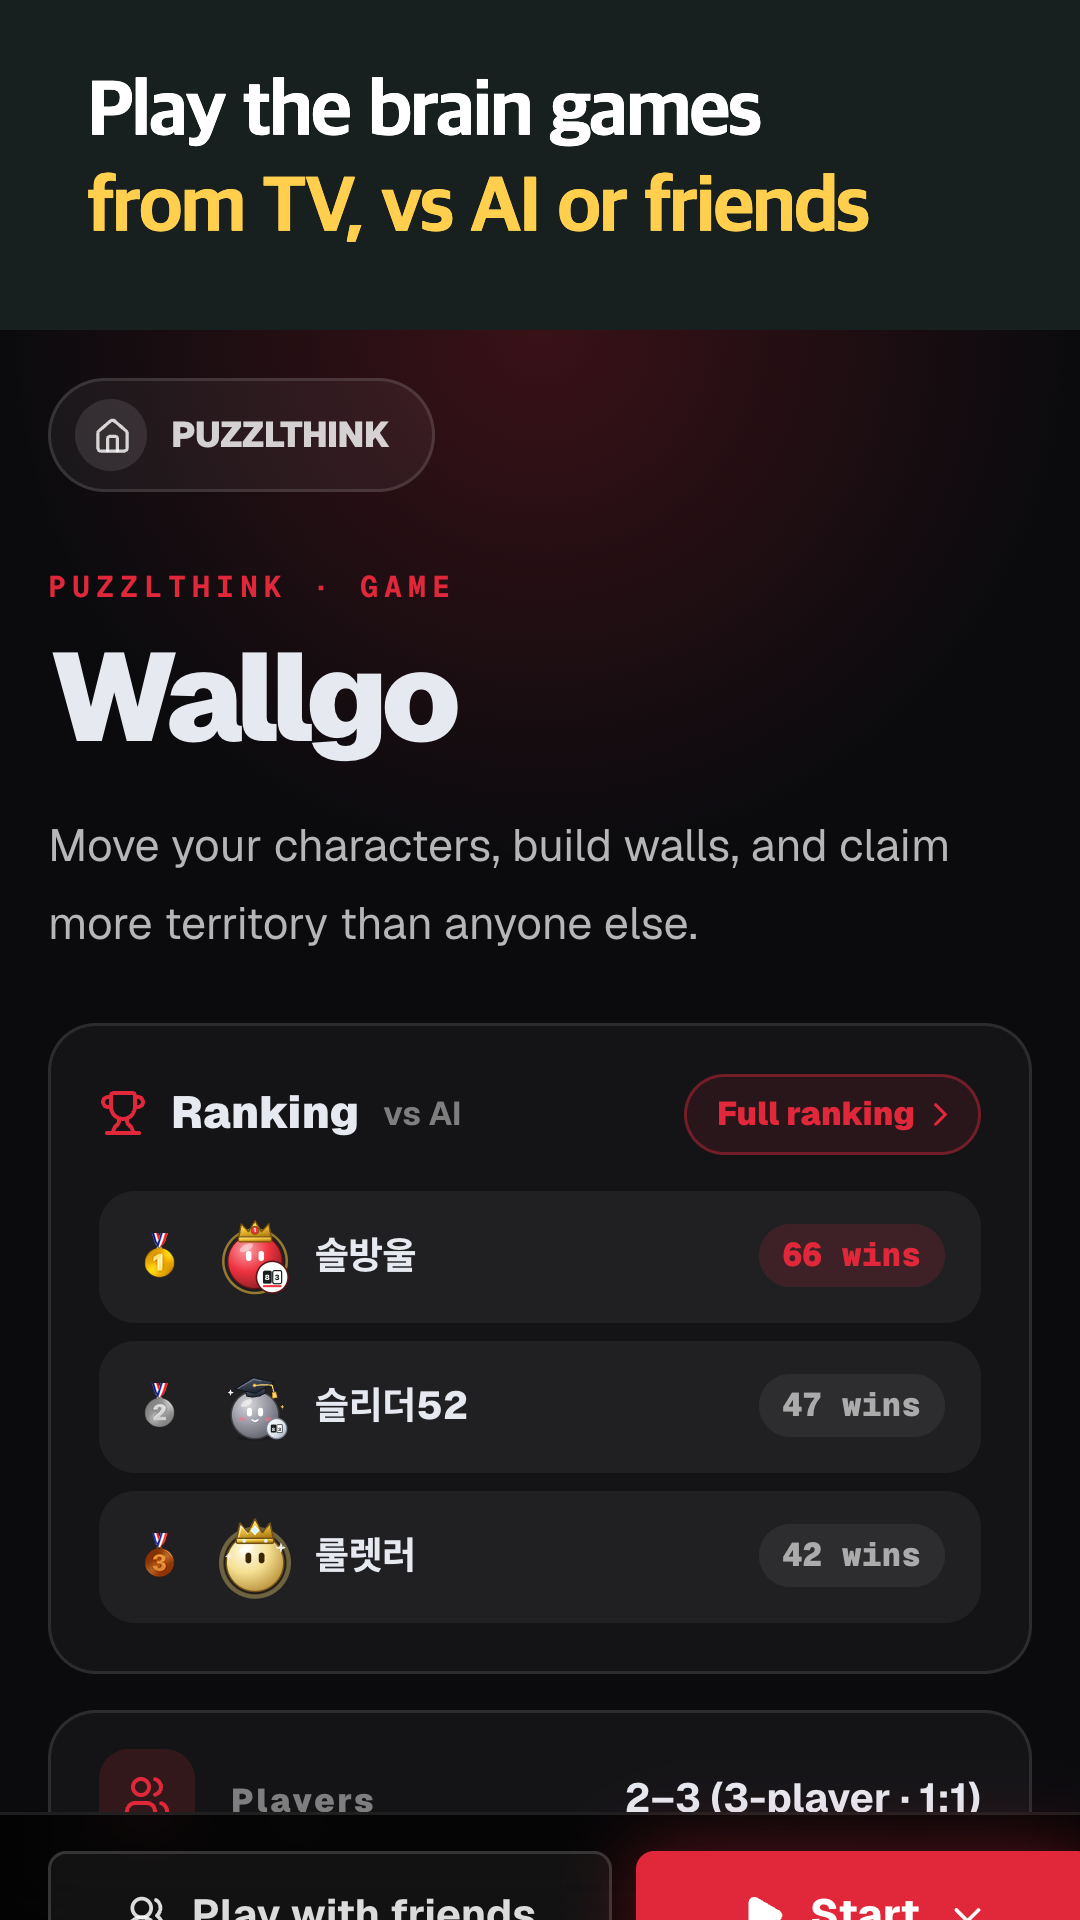 Play the brain games
from TV, vs AI or friends
PUZZLTHINK
PUZZLTHINK · GAME
Wallgo
Move your characters, build walls, and claim
more territory than anyone else.
Ranking vs AI
Full ranking
1 솔방울 66 wins
2 슬리더52 47 wins
3 룰렛러 42 wins
Players 2–3 (3-player · 1:1)
Play with friends
Start